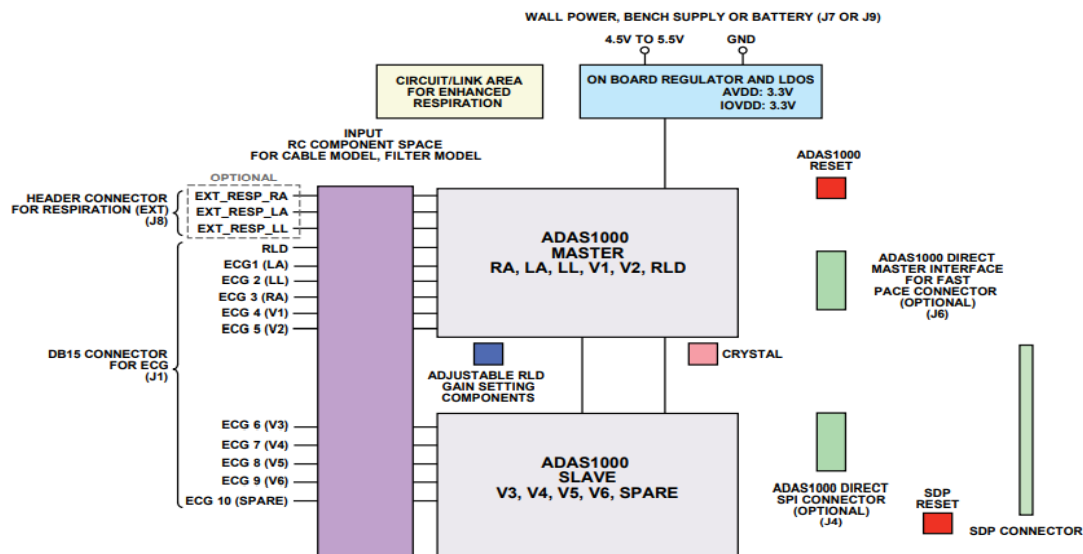 WALL POWER, BENCH SUPPLY OR BATTERY (J7 OR J9)
4.5V TO 5.5V
GND
CIRCUIT/LINK AREA
FOR ENHANCED
RESPIRATION
ON BOARD REGULATOR AND LDOS
AVDD: 3.3V
IOVDD: 3.3V
INPUT
RC COMPONENT SPACE
FOR CABLE MODEL, FILTER MODEL
ADAS1000
RESET
OPTIONAL
HEADER CONNECTOR
FOR RESPIRATION (EXT)
(J8)
EXT_RESP_RA
EXT_RESP_LA
EXT_RESP_LL
RLD
ECG1 (LA)
ECG 2 (LL)
ECG 3 (RA)
ECG 4 (V1)
ECG 5 (V2)
ADAS1000
MASTER
RA, LA, LL, V1, V2, RLD
ADAS1000 DIRECT
MASTER INTERFACE
FOR FAST
PACE CONNECTOR
(OPTIONAL)
(J6)
DB15 CONNECTOR
FOR ECG
(J1)
ADJUSTABLE RLD
GAIN SETTING
COMPONENTS
CRYSTAL
ECG 6 (V3)
ECG 7 (V4)
ECG 8 (V5)
ECG 9 (V6)
ECG 10 (SPARE)
ADAS1000
SLAVE
V3, V4, V5, V6, SPARE
ADAS1000 DIRECT
SPI CONNECTOR
(OPTIONAL)
(J4)
SDP
RESET
SDP CONNECTOR